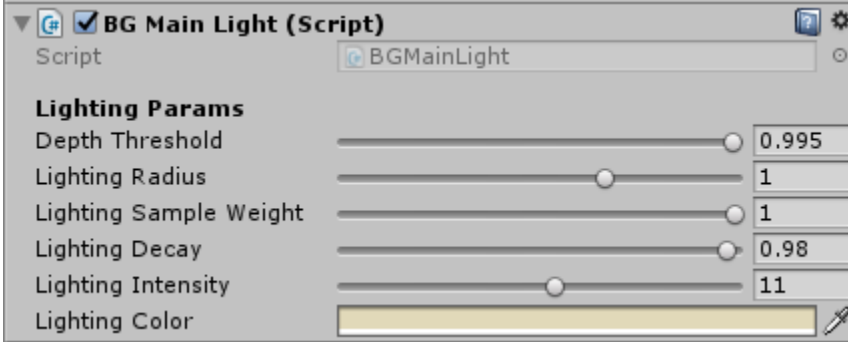 BG Main Light (Script)
Script BGMainLight
Lighting Params
Depth Threshold 0.995
Lighting Radius 1
Lighting Sample Weight 1
Lighting Decay 0.98
Lighting Intensity 11
Lighting Color